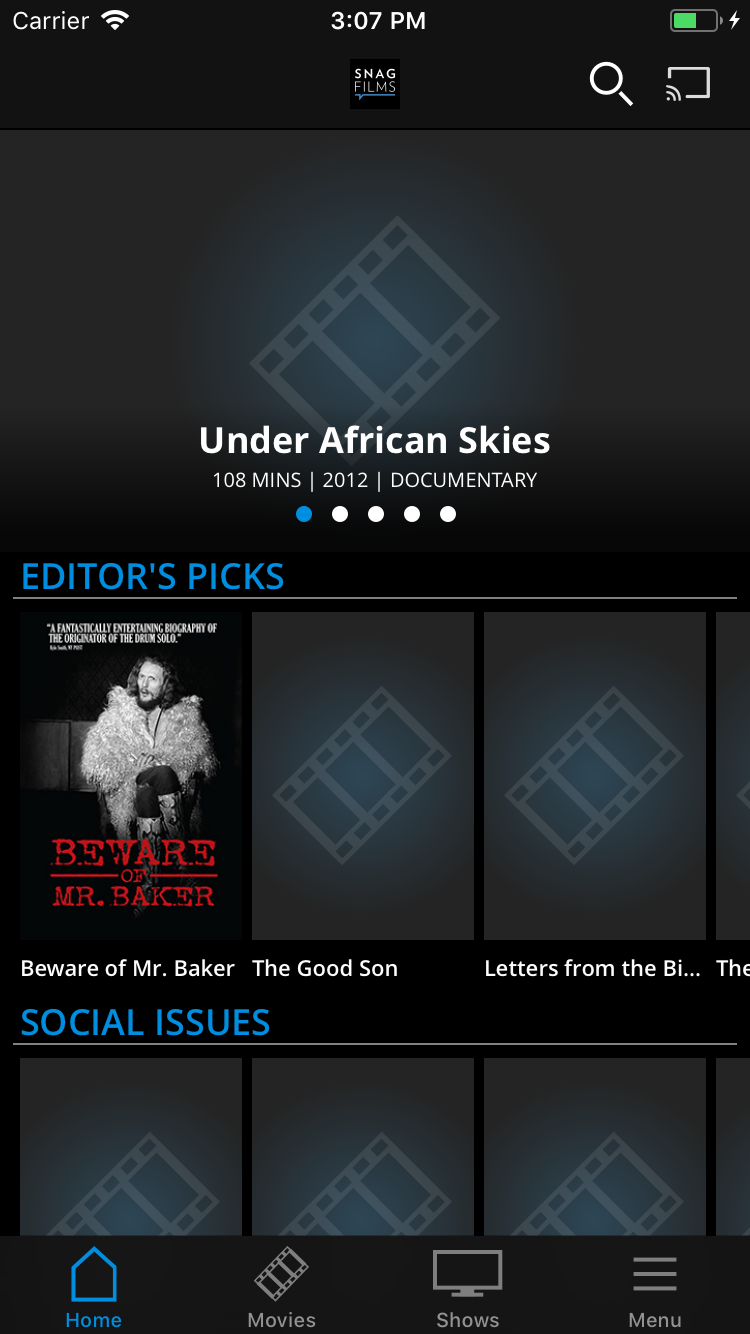 Carrier
3:07 PM
SNAG
FILMS
Under African Skies
108 MINS | 2012 | DOCUMENTARY
EDITOR'S PICKS
"A FANTASTICALLY ENTERTAINING BIOGRAPHY OF
THE ORIGINATOR OF THE DRUM SOLO."
Kyle Smith, NY POST
BEWARE
OF
MR. BAKER
Beware of Mr. Baker
The Good Son
Letters from the Bi...
The
SOCIAL ISSUES
Home
Movies
Shows
Menu